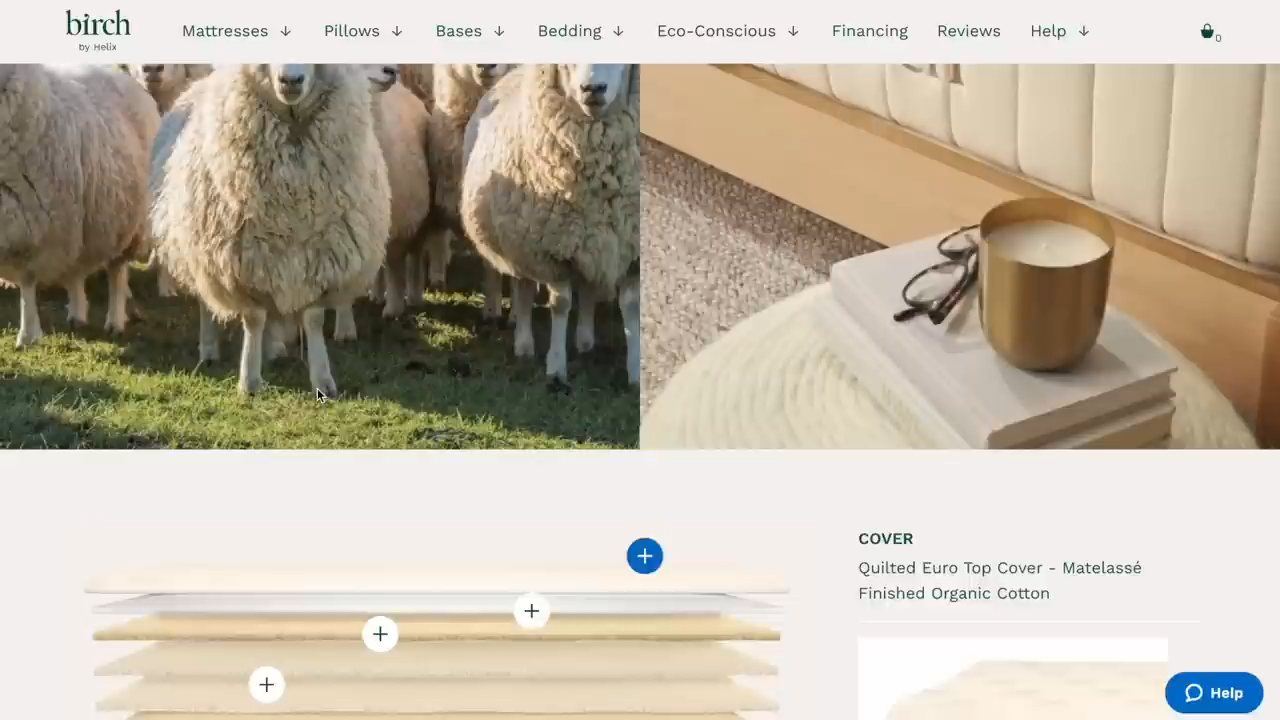 birch
by Helix
Mattresses
Pillows
Bases
Bedding
Eco-Conscious
Financing
Reviews
Help
0
COVER
Quilted Euro Top Cover - Matelassé
Finished Organic Cotton
Help